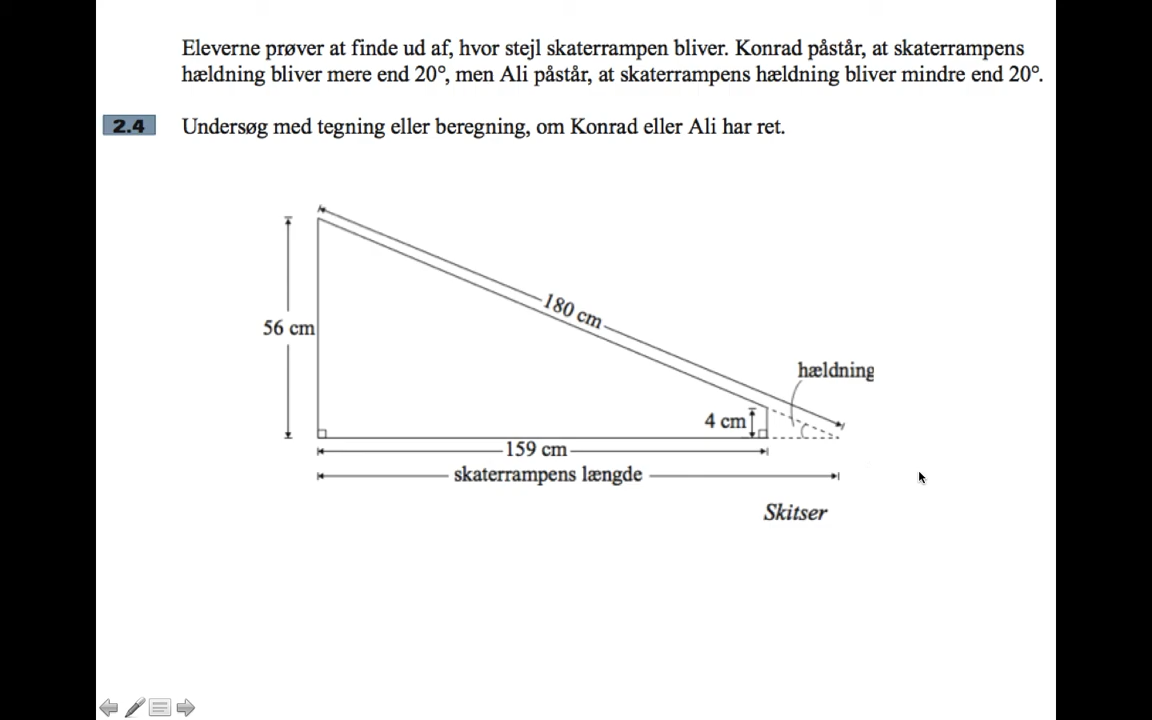 Eleverne prøver at finde ud af, hvor stejl skaterrampen bliver. Konrad påstår, at skaterrampens
hældning bliver mere end 20°, men Ali påstår, at skaterrampens hældning bliver mindre end 20°.
2.4 Undersøg med tegning eller beregning, om Konrad eller Ali har ret.
180 cm
56 cm
hældning
4 cm
159 cm
skaterrampens længde
Skitser